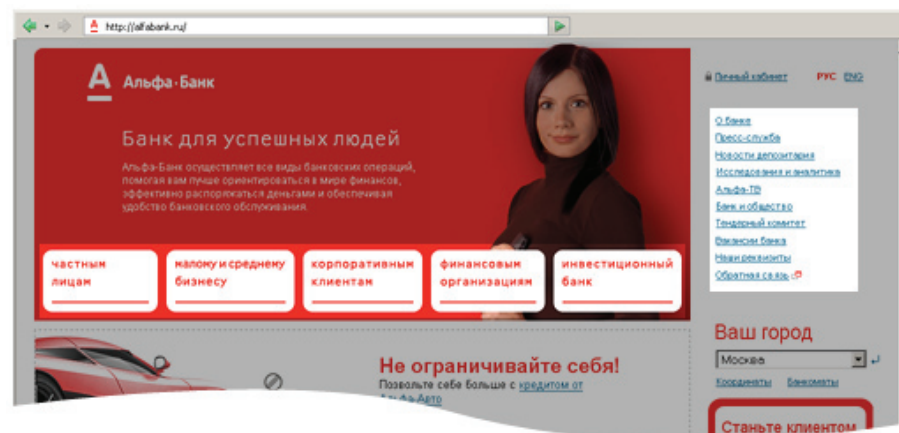 http://alfabank.ru/
А
Альфа·Банк
Личный кабинет
РУС ENG
Банк для успешных людей
Альфа-Банк осуществляет все виды банковских операций,
помогая вам лучше ориентироваться в мире финансов,
эффективно распоряжаться деньгами и обеспечивая
удобство банковского обслуживания.
О банке
Пресс-служба
Новости депозитария
Исследования и аналитика
Альфа-ТВ
Банк и общество
Тендерный комитет
Вакансии банка
Наши реквизиты
Обратная связь
частным
лицам
малому и среднему
бизнесу
корпоративным
клиентам
финансовым
организациям
инвестиционный
банк
Ваш город
Москва
Координаты Банкоматы
Не ограничивайте себя!
Позвольте себе больше с кредитом от
Альфа-Авто
Станьте клиентом